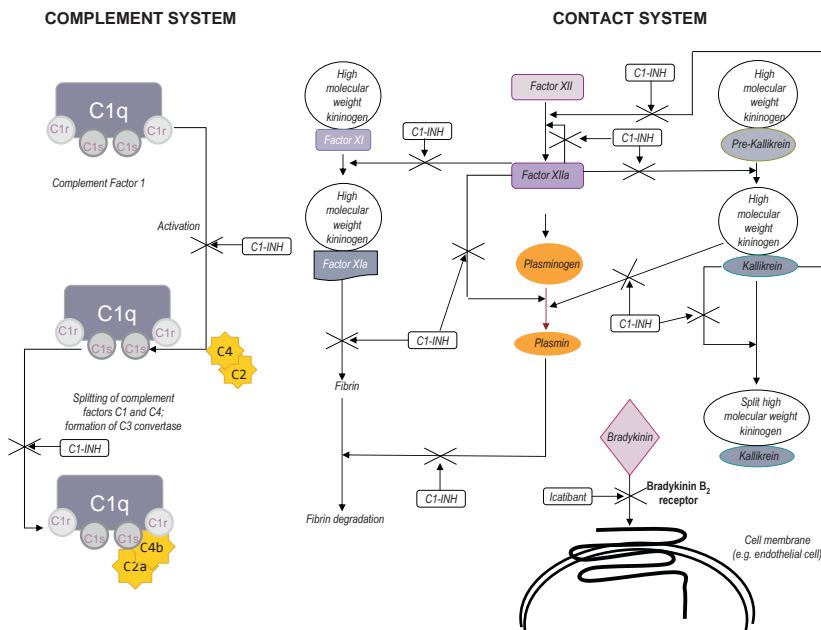 COMPLEMENT SYSTEM
CONTACT SYSTEM
C1q
C1r
C1s
C1s
C1r
Complement Factor 1
Activation
C1-INH
C1q
C1r
C1s
C1s
C1r
C4
C2
Splitting of complement
factors C1 and C4;
formation of C3 convertase
C1-INH
C1q
C1r
C1s
C1s
C1r
C4b
C2a
High
molecular
weight
kininogen
Factor XI
C1-INH
High
molecular
weight
kininogen
Factor XIa
C1-INH
Fibrin
C1-INH
Fibrin degradation
Factor XII
C1-INH
C1-INH
Factor XIIa
Plasminogen
Plasmin
High
molecular
weight
kininogen
Pre-Kallikrein
High
molecular
weight
kininogen
Kallikrein
C1-INH
Split high
molecular weight
kininogen
Kallikrein
Bradykinin
Icatibant
Bradykinin B2
receptor
Cell membrane
(e.g. endothelial cell)